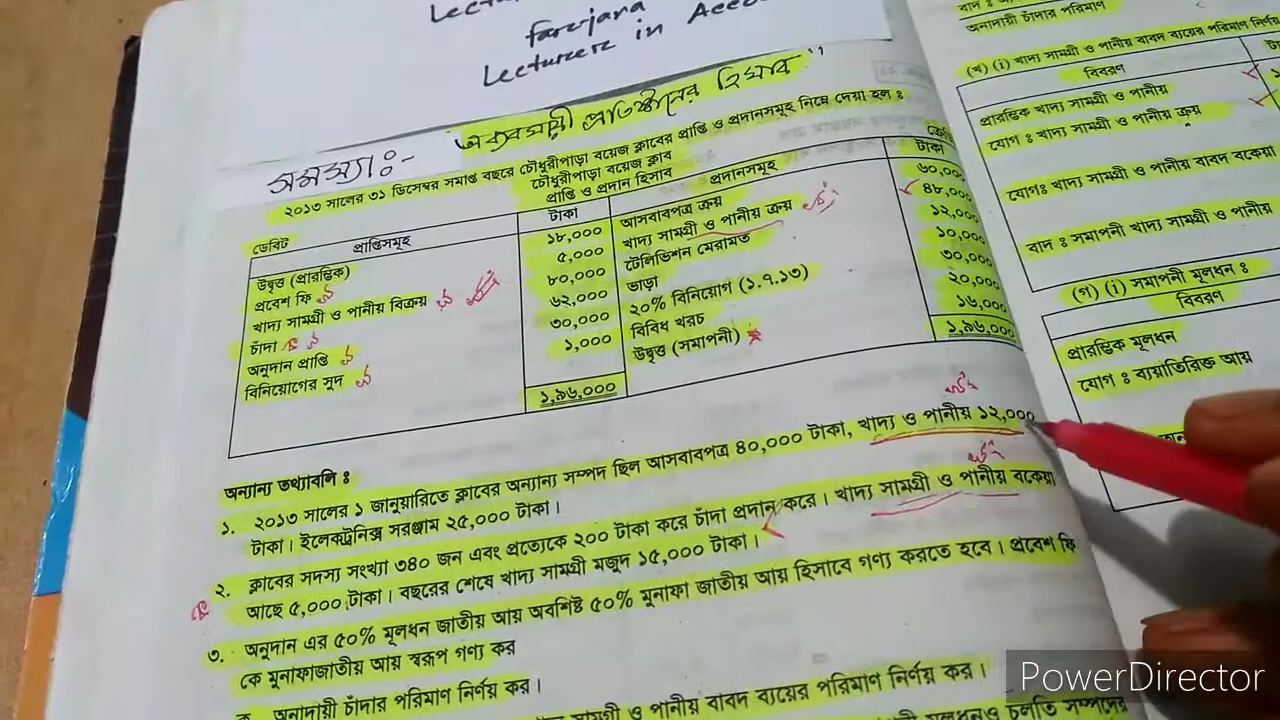 Lectu
farjana
Lecturer in Acco
অব্যবসায়ী প্রতিষ্ঠানের হিসাব"
সমস্যাঃ-
২০১৩ সালের ৩১ ডিসেম্বর সমাপ্ত বছরে চৌধুরীপাড়া বয়েজ ক্লাবের প্রাপ্তি ও প্রদানসমূহ নিম্নে দেয়া হল ঃ
চৌধুরীপাড়া বয়েজ ক্লাব
প্রাপ্তি ও প্রদান হিসাব
ডেবিট
প্রাপ্তিসমূহ টাকা প্রদানসমূহ টাকা
উদ্বৃত্ত (প্রারম্ভিক) ১৮,০০০ আসবাবপত্র ক্রয় ৬০,০০০
প্রবেশ ফি ৫,০০০ খাদ্য সামগ্রী ও পানীয় ক্রয় ৪৮,০০০
খাদ্য সামগ্রী ও পানীয় বিক্রয় ৮০,০০০ টেলিভিশন মেরামত ১২,০০০
চাঁদা ৬২,০০০ ভাড়া ১০,০০০
অনুদান প্রাপ্তি ৩০,০০০ ২০% বিনিয়োগ (১.৭.১৩) ৩০,০০০
বিনিয়োগের সুদ ১,০০০ বিবিধ খরচ ২০,০০০
উদ্বৃত্ত (সমাপনী) ১৬,০০০
১,৯৬,০০০ ১,৯৬,০০০
অন্যান্য তথ্যাবলি ঃ
১. ২০১৩ সালের ১ জানুয়ারিতে ক্লাবের অন্যান্য সম্পদ ছিল আসবাবপত্র ৪০,০০০ টাকা, খাদ্য ও পানীয় ১২,০০০
টাকা। ইলেকট্রনিক্স সরঞ্জাম ২৫,০০০ টাকা।
২. ক্লাবের সদস্য সংখ্যা ৩৪০ জন এবং প্রত্যেকে ২০০ টাকা করে চাঁদা প্রদান করে। খাদ্য সামগ্রী ও পানীয় বকেয়া
আছে ৫,০০০ টাকা। বছরের শেষে খাদ্য সামগ্রী মজুদ ১৫,০০০ টাকা।
৩. অনুদান এর ৫০% মূলধন জাতীয় আয় অবশিষ্ট ৫০% মুনাফা জাতীয় আয় হিসাবে গণ্য করতে হবে। প্রবেশ ফি
কে মুনাফাজাতীয় আয় স্বরূপ গণ্য কর
ক. অনাদায়ী চাঁদার পরিমাণ নির্ণয় কর।
সামগ্রী ও পানীয় বাবদ ব্যয়ের পরিমাণ নির্ণয় কর।
মূলধন ও চলতি সম্পদের
অনাদায়ী চাঁদার পরিমাণ
(খ) (i) খাদ্য সামগ্রী ও পানীয় বাবদ ব্যয়ের পরিমাণ নির্ণয়
বিবরণ
প্রারম্ভিক খাদ্য সামগ্রী ও পানীয়
যোগ ঃ খাদ্য সামগ্রী ও পানীয় ক্রয়
যোগঃ খাদ্য সামগ্রী ও পানীয় বাবদ বকেয়া
বাদ ঃ সমাপনী খাদ্য সামগ্রী ও পানীয়
(গ) (i) সমাপনী মূলধন ঃ
বিবরণ
প্রারম্ভিক মূলধন
যোগ ঃ ব্যয়াতিরিক্ত আয়
PowerDirector